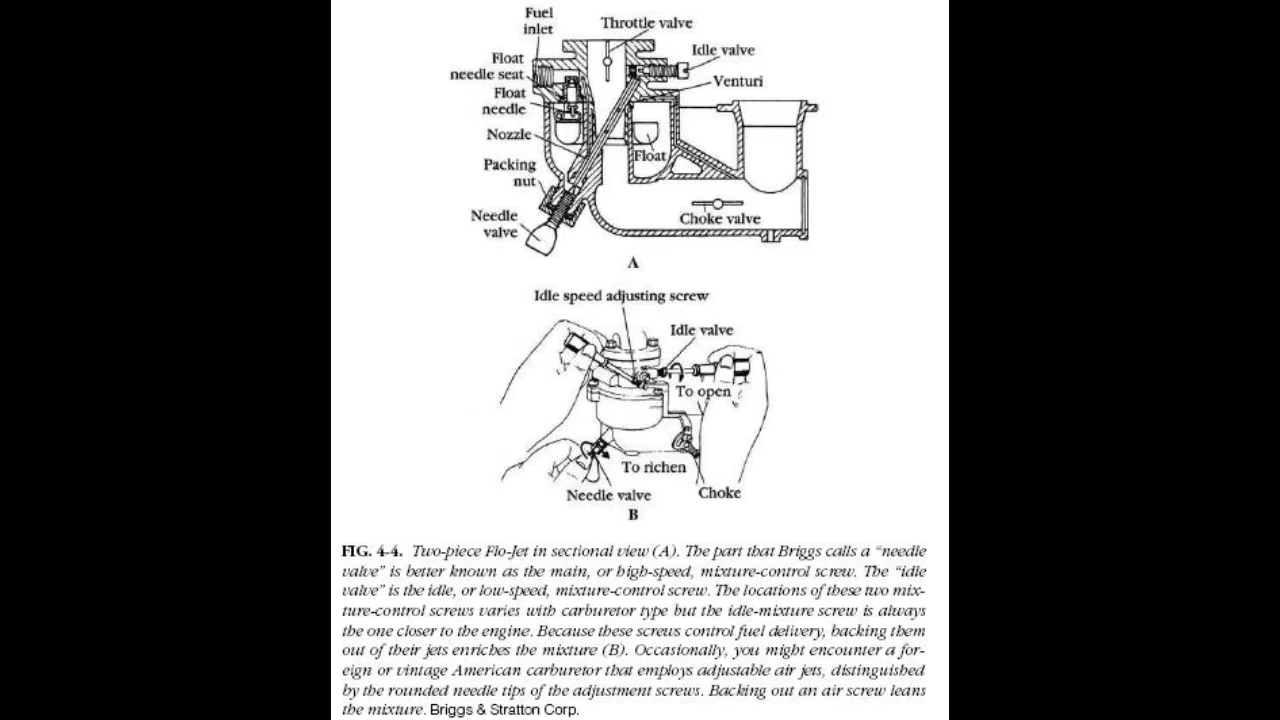 Fuel
inlet
Throttle valve
Idle valve
Float
needle seat
Venturi
Float
needle
Nozzle
Float
Packing
nut
Needle
valve
Choke valve
A
Idle speed adjusting screw
Idle valve
To open
To richen
Needle valve
Choke
B
FIG. 4-4. Two-piece Flo-Jet in sectional view (A). The part that Briggs calls a “needle
valve” is better known as the main, or high-speed, mixture-control screw. The “idle
valve” is the idle, or low-speed, mixture-control screw. The locations of these two mix-
ture-control screws varies with carburetor type but the idle-mixture screw is always
the one closer to the engine. Because these screws control fuel delivery, backing them
out of their jets enriches the mixture (B). Occasionally, you might encounter a for-
eign or vintage American carburetor that employs adjustable air jets, distinguished
by the rounded needle tips of the adjustment screws. Backing out an air screw leans
the mixture. Briggs & Stratton Corp.